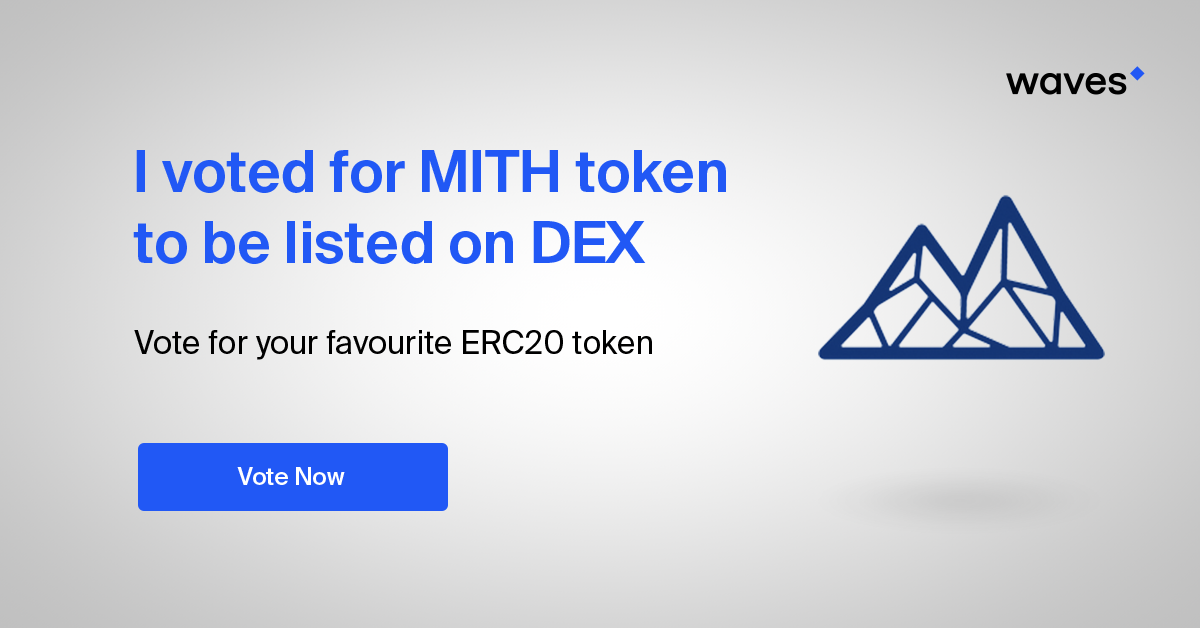 waves
I voted for MITH token
to be listed on DEX
Vote for your favourite ERC20 token
Vote Now